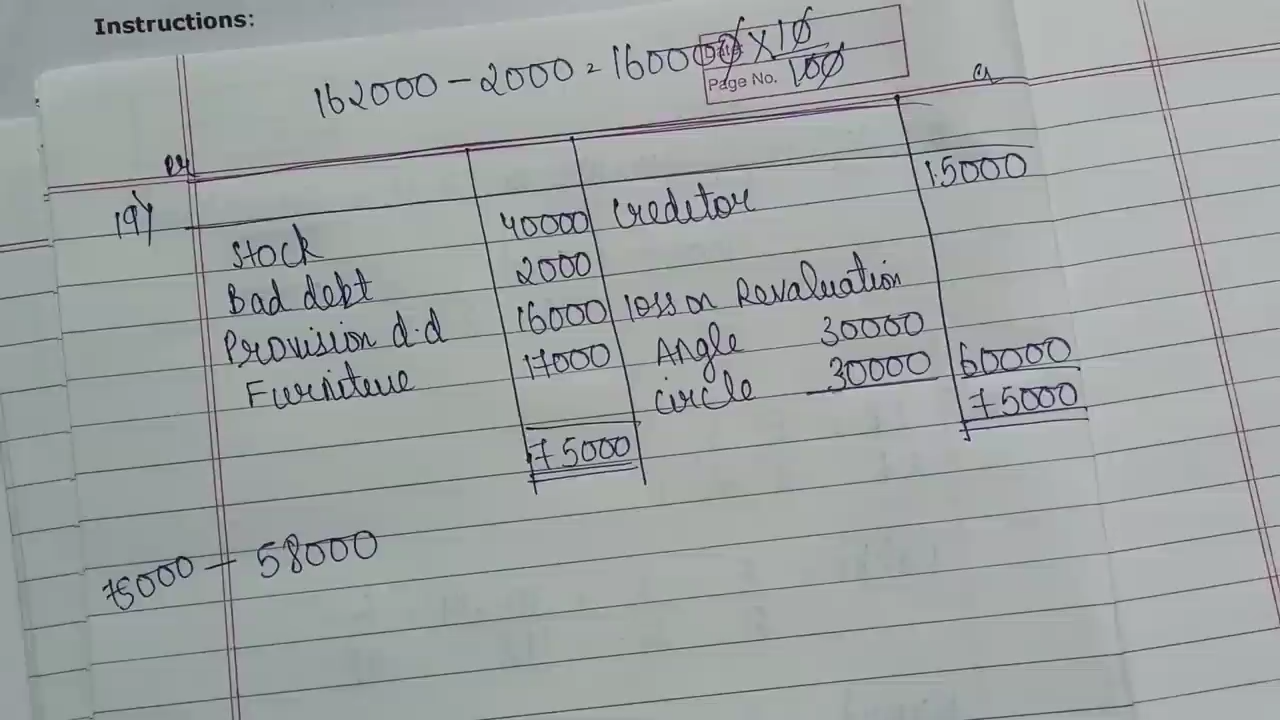 Instructions:
162000 - 2000 = 160000 x 10
Page No. 100
Dr Cr
19) Stock 40000 Creditor 15000
Bad debt 2000
Provision d.d 16000 loss on Revaluation
Furniture 17000 Angle 30000
circle 30000 60000
75000 75000
75000 - 58000